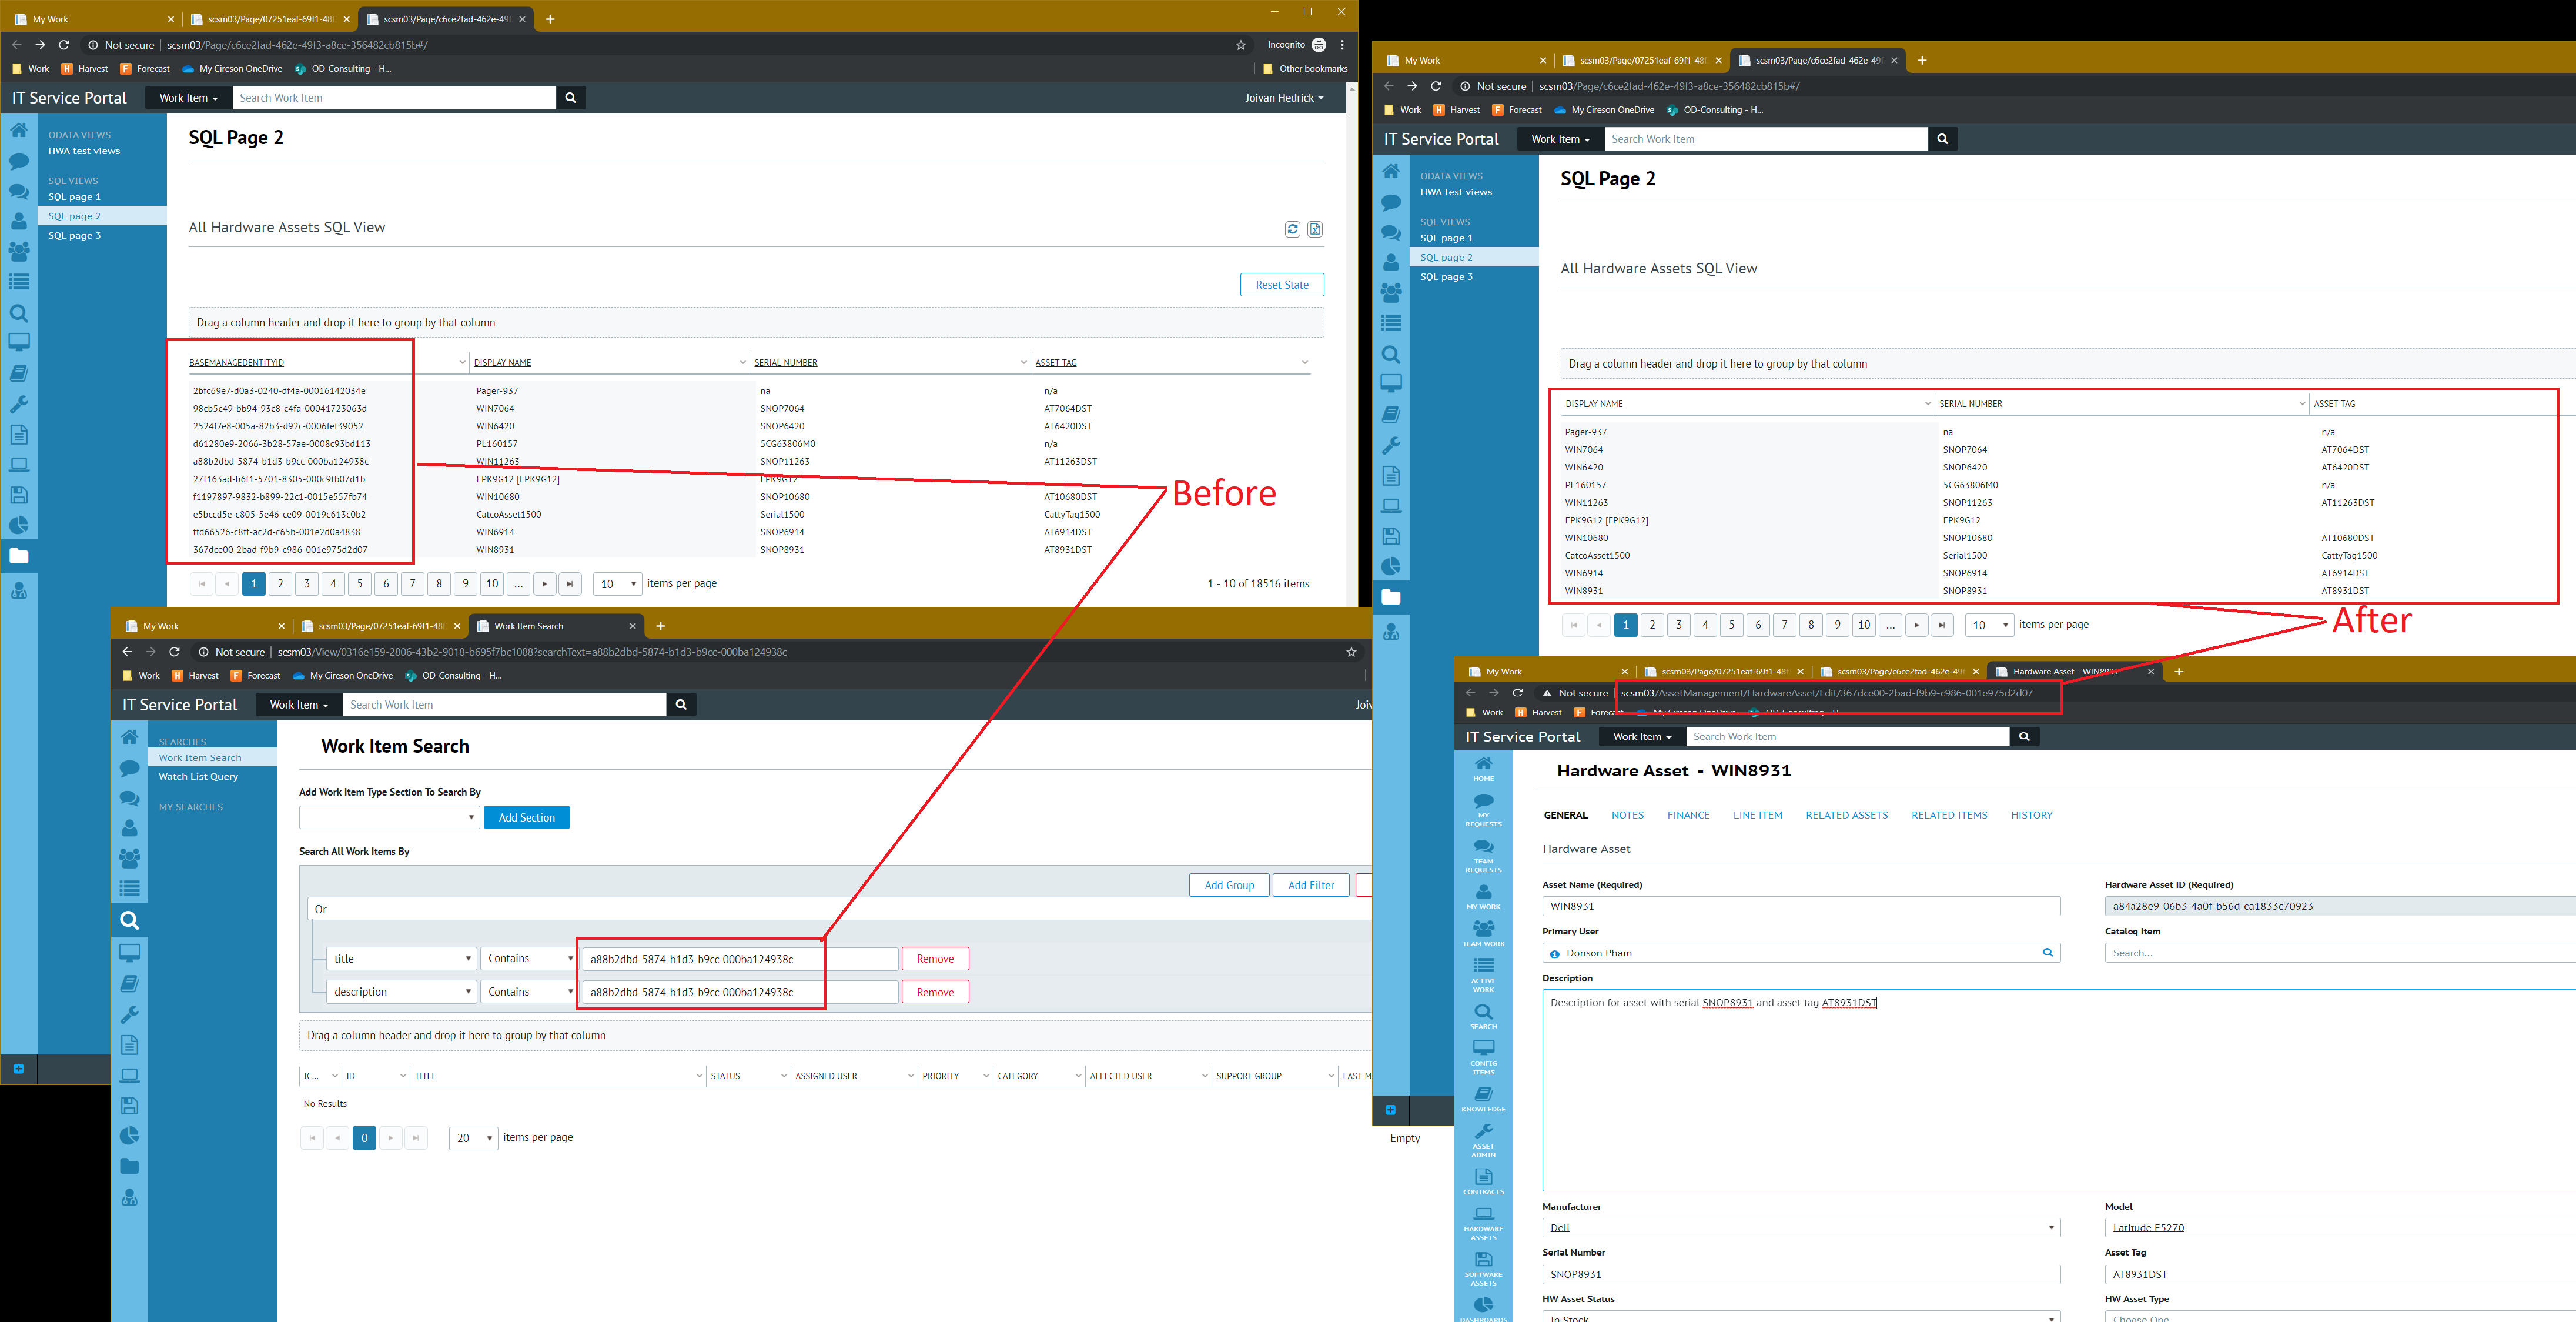 My Work
scsm03/Page/07251eaf-69f1-48f
scsm03/Page/c6ce2fad-462e-49f
Not secure | scsm03/Page/c6ce2fad-462e-49f3-a8ce-356482cb815b#/
Incognito
Work Harvest Forecast My Cireson OneDrive OD-Consulting - H...
Other bookmarks
IT Service Portal Work Item Search Work Item
Joivan Hedrick
ODATA VIEWS
HWA test views
SQL VIEWS
SQL page 1
SQL page 2
SQL page 3
SQL Page 2
All Hardware Assets SQL View
Reset State
Drag a column header and drop it here to group by that column
BASEMANAGEDENTITYID DISPLAY NAME SERIAL NUMBER ASSET TAG
2bfc69e7-d0a3-0240-df4a-00016142034e Pager-937 na n/a
98cb5c49-bb94-93c8-c4fa-00041723063d WIN7064 SNOP7064 AT7064DST
2524f7e8-005a-82b3-d92c-0006fef39052 WIN6420 SNOP6420 AT6420DST
d61280e9-2066-3b28-57ae-0008c93bd113 PL160157 5CG63806M0 n/a
a88b2dbd-5874-b1d3-b9cc-000ba124938c WIN11263 SNOP11263 AT11263DST
27f163ad-b6f1-5701-8305-000c9fb07d1b FPK9G12 [FPK9G12] FPK9G12
f1197897-9832-b899-22c1-0015e557fb74 WIN10680 SNOP10680 AT10680DST
e5bccd5e-c805-5e46-ce09-0019c613c0b2 CatcoAsset1500 Serial1500 CattyTag1500
ffd66526-c8ff-ac2d-c65b-001e2d0a4838 WIN6914 SNOP6914 AT6914DST
367dce00-2bad-f9b9-c986-001e975d2d07 WIN8931 SNOP8931 AT8931DST
1 2 3 4 5 6 7 8 9 10 ... 10 items per page
1 - 10 of 18516 items
Before
My Work
scsm03/Page/07251eaf-69f1-48f
Work Item Search
Not secure | scsm03/View/0316e159-2806-43b2-9018-b695f7bc1088?searchText=a88b2dbd-5874-b1d3-b9cc-000ba124938c
Work Harvest Forecast My Cireson OneDrive OD-Consulting - H...
IT Service Portal Work Item Search Work Item
SEARCHES
Work Item Search
Watch List Query
MY SEARCHES
Work Item Search
Add Work Item Type Section To Search By
Add Section
Search All Work Items By
Add Group Add Filter
Or
title Contains a88b2dbd-5874-b1d3-b9cc-000ba124938c Remove
description Contains a88b2dbd-5874-b1d3-b9cc-000ba124938c Remove
Drag a column header and drop it here to group by that column
IC... ID TITLE STATUS ASSIGNED USER PRIORITY CATEGORY AFFECTED USER SUPPORT GROUP LAST M
No Results
0 20 items per page
My Work
scsm03/Page/07251eaf-69f1-48f
scsm03/Page/c6ce2fad-462e-49f
Not secure | scsm03/Page/c6ce2fad-462e-49f3-a8ce-356482cb815b#/
Work Harvest Forecast My Cireson OneDrive OD-Consulting - H...
IT Service Portal Work Item Search Work Item
ODATA VIEWS
HWA test views
SQL VIEWS
SQL page 1
SQL page 2
SQL page 3
SQL Page 2
All Hardware Assets SQL View
Drag a column header and drop it here to group by that column
DISPLAY NAME SERIAL NUMBER ASSET TAG
Pager-937 na n/a
WIN7064 SNOP7064 AT7064DST
WIN6420 SNOP6420 AT6420DST
PL160157 5CG63806M0 n/a
WIN11263 SNOP11263 AT11263DST
FPK9G12 [FPK9G12] FPK9G12
WIN10680 SNOP10680 AT10680DST
CatcoAsset1500 Serial1500 CattyTag1500
WIN6914 SNOP6914 AT6914DST
WIN8931 SNOP8931 AT8931DST
1 2 3 4 5 6 7 8 9 10 ... 10 items per page
After
Empty
My Work
scsm03/Page/07251eaf-69f1-48f
scsm03/Page/c6ce2fad-462e-49f
Hardware Asset - WIN8931
Not secure | scsm03//AssetManagement/HardwareAsset/Edit/367dce00-2bad-f9b9-c986-001e975d2d07
Work Harvest My Cireson OneDrive
IT Service Portal Work Item Search Work Item
HOME
MY REQUESTS
TEAM REQUESTS
MY WORK
TEAM WORK
ACTIVE WORK
SEARCH
CONFIG ITEMS
KNOWLEDGE
ASSET ADMIN
CONTRACTS
HARDWARE ASSETS
SOFTWARE ASSETS
DASHBOARDS
Hardware Asset - WIN8931
GENERAL NOTES FINANCE LINE ITEM RELATED ASSETS RELATED ITEMS HISTORY
Hardware Asset
Asset Name (Required) Hardware Asset ID (Required)
WIN8931 a84a28e9-06b3-4a0f-b56d-ca1833c70923
Primary User Catalog Item
Donson Pham Search...
Description
Description for asset with serial SNOP8931 and asset tag AT8931DST
Manufacturer Model
Dell Latitude E5270
Serial Number Asset Tag
SNOP8931 AT8931DST
HW Asset Status HW Asset Type
In Stock Choose One